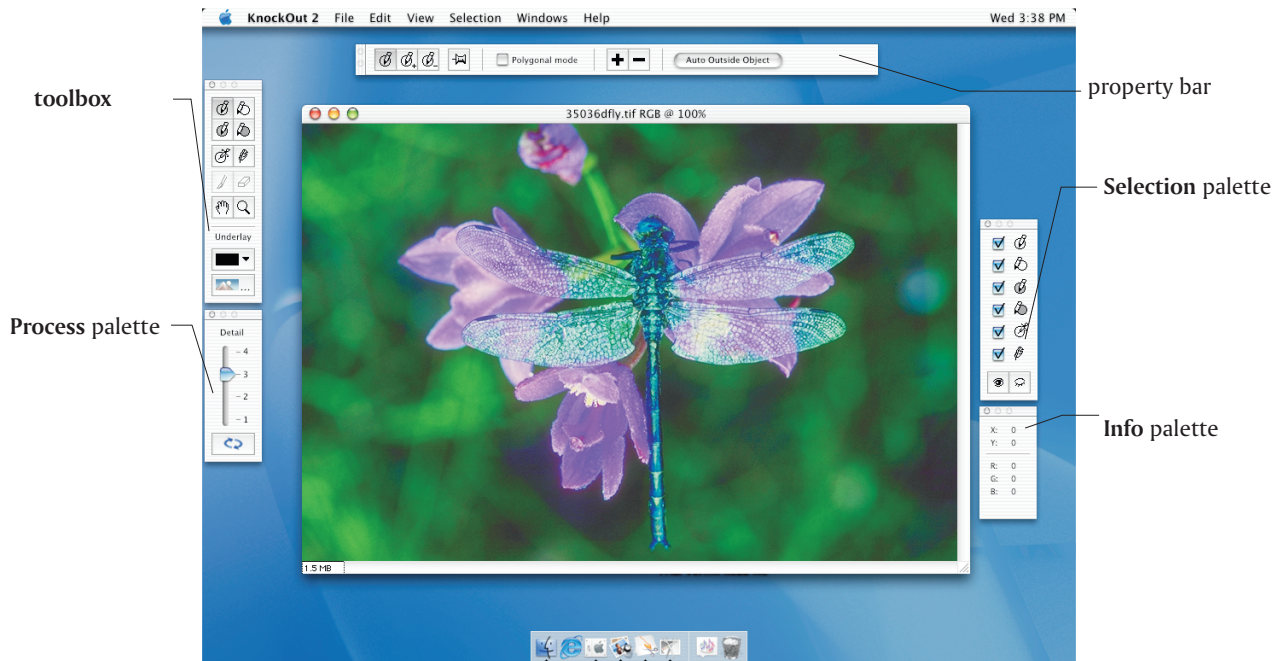 KnockOut 2 File Edit View Selection Windows Help Wed 3:38 PM
Polygonal mode Auto Outside Object
property bar
toolbox
35036dfly.tif RGB @ 100%
Selection palette
Underlay
...
Process palette
Detail
4
3
2
1
Info palette
X: 0
Y: 0
R: 0
G: 0
B: 0
1.5 MB